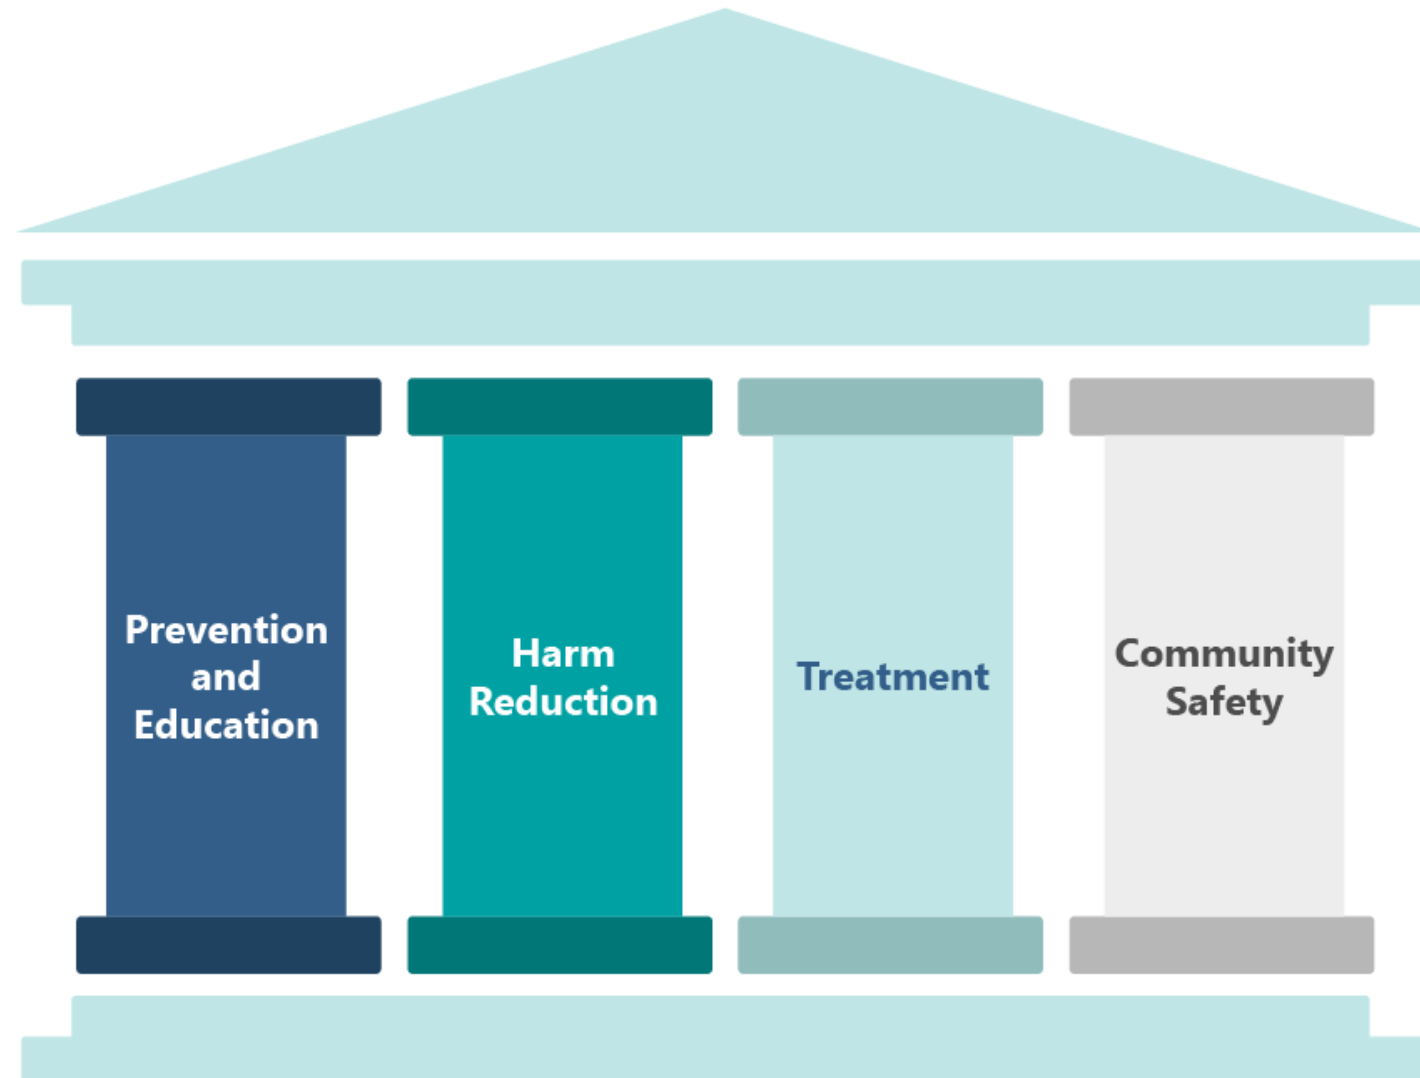 Prevention
and
Education
Harm
Reduction
Treatment
Community
Safety